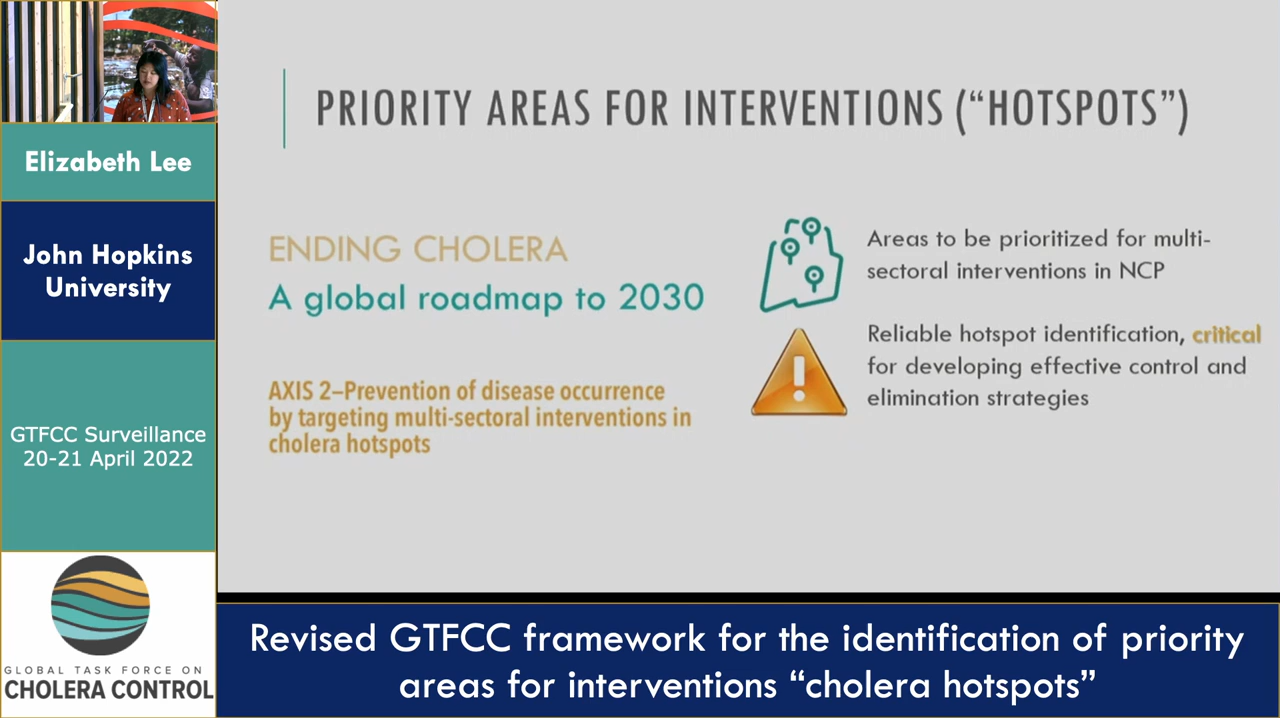 Elizabeth Lee
John Hopkins
University
GTFCC Surveillance
20-21 April 2022
GLOBAL TASK FORCE ON
CHOLERA CONTROL
PRIORITY AREAS FOR INTERVENTIONS (“HOTSPOTS”)
ENDING CHOLERA
A global roadmap to 2030
AXIS 2–Prevention of disease occurrence
by targeting multi-sectoral interventions in
cholera hotspots
Areas to be prioritized for multi-
sectoral interventions in NCP
Reliable hotspot identification, critical
for developing effective control and
elimination strategies
Revised GTFCC framework for the identification of priority
areas for interventions “cholera hotspots”